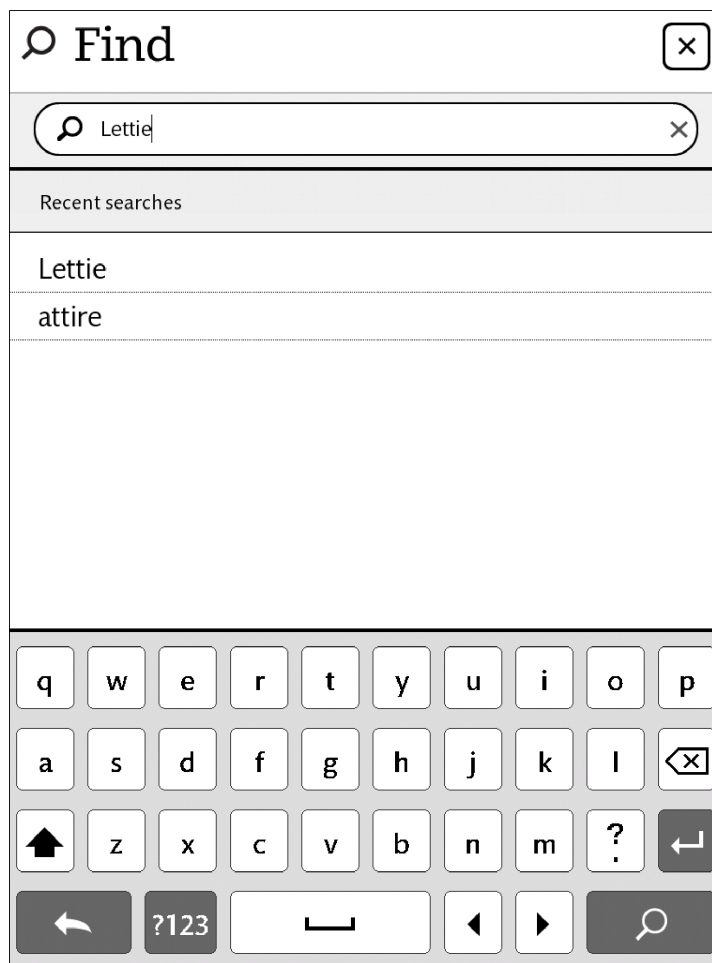 Find
Lettie
Recent searches
Lettie
attire
q w e r t y u i o p
a s d f g h j k l
z x c v b n m ? .
?123